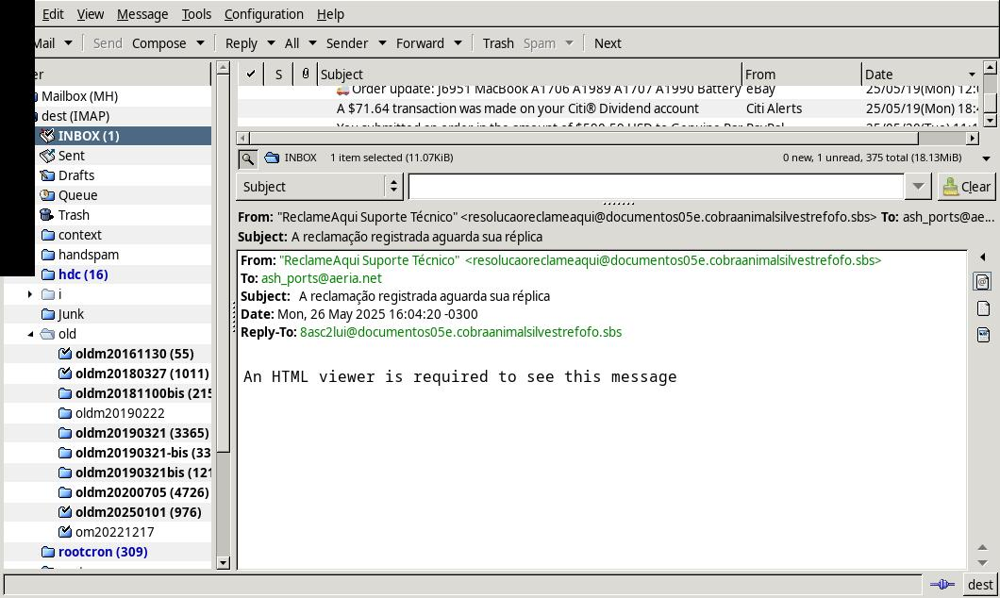 Edit View Message Tools Configuration Help
Mail Send Compose Reply All Sender Forward Trash Spam Next
er
Mailbox (MH)
dest (IMAP)
INBOX (1)
Sent
Drafts
Queue
Trash
context
handspam
hdc (16)
i
Junk
old
oldm20161130 (55)
oldm20180327 (1011)
oldm20181100bis (215
oldm20190222
oldm20190321 (3365)
oldm20190321-bis (33
oldm20190321bis (121
oldm20200705 (4726)
oldm20250101 (976)
om20221217
rootcron (309)
S Subject From Date
Order update: J6951 MacBook A1706 A1989 A1707 A1990 Battery eBay 25/05/19(Mon) 12:
A $71.64 transaction was made on your Citi® Dividend account Citi Alerts 25/05/19(Mon) 18:
You submitted an order in the amount of $599.50 USD to Genuine PayPal 25/05/20(Tue) 11:1
INBOX 1 item selected (11.07KiB) 0 new, 1 unread, 375 total (18.13MiB)
Subject Clear
From: "ReclameAqui Suporte Técnico" <resolucaoreclameaqui@documentos05e.cobraanimalsilvestrefofo.sbs> To: ash_ports@ae...
Subject: A reclamação registrada aguarda sua réplica
From: "ReclameAqui Suporte Técnico" <resolucaoreclameaqui@documentos05e.cobraanimalsilvestrefofo.sbs>
To: ash_ports@aeria.net
Subject: A reclamação registrada aguarda sua réplica
Date: Mon, 26 May 2025 16:04:20 -0300
Reply-To: 8asc2lui@documentos05e.cobraanimalsilvestrefofo.sbs
An HTML viewer is required to see this message
dest